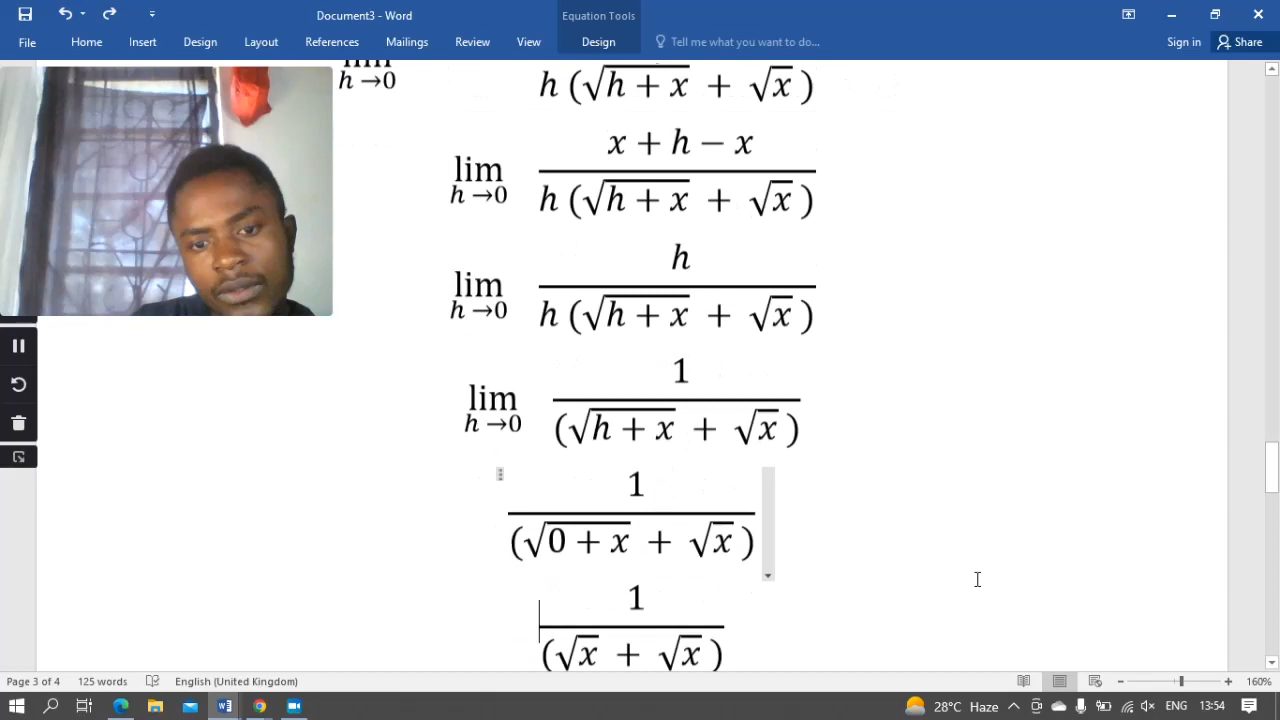 Document3 - Word
Equation Tools
File Home Insert Design Layout References Mailings Review View Design Tell me what you want to do... Sign in Share
lim h →0 h (√h + x + √x )
lim h →0 x + h − x / h (√h + x + √x )
lim h →0 h / h (√h + x + √x )
lim h →0 1 / (√h + x + √x )
1 / (√0 + x + √x )
1 / (√x + √x )
Page 3 of 4 125 words English (United Kingdom) 160%
28°C Haze ENG 13:54